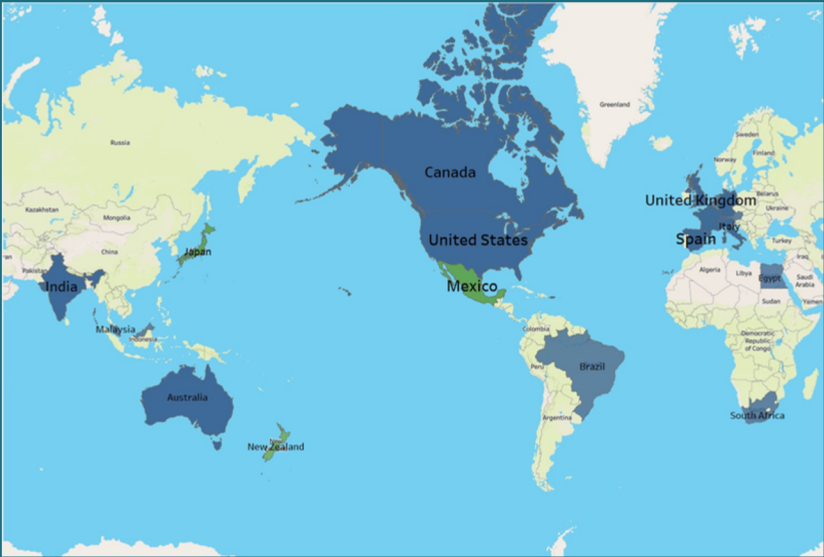 Greenland
Russia
Sweden
Finland
Norway
Canada
Belarus
United Kingdom
Ukraine
Kazakhstan
Mongolia
Italy
United States
Spain
Turkey
Japan
China
Iraq
Pakistan
Algeria
Libya
Egypt
Saudi
Arabia
India
Mexico
Sudan
Yemen
Malaysia
Indonesia
Colombia
Democratic
Republic
of Congo
Peru
Brazil
Australia
Argentina
South Africa
New Zealand